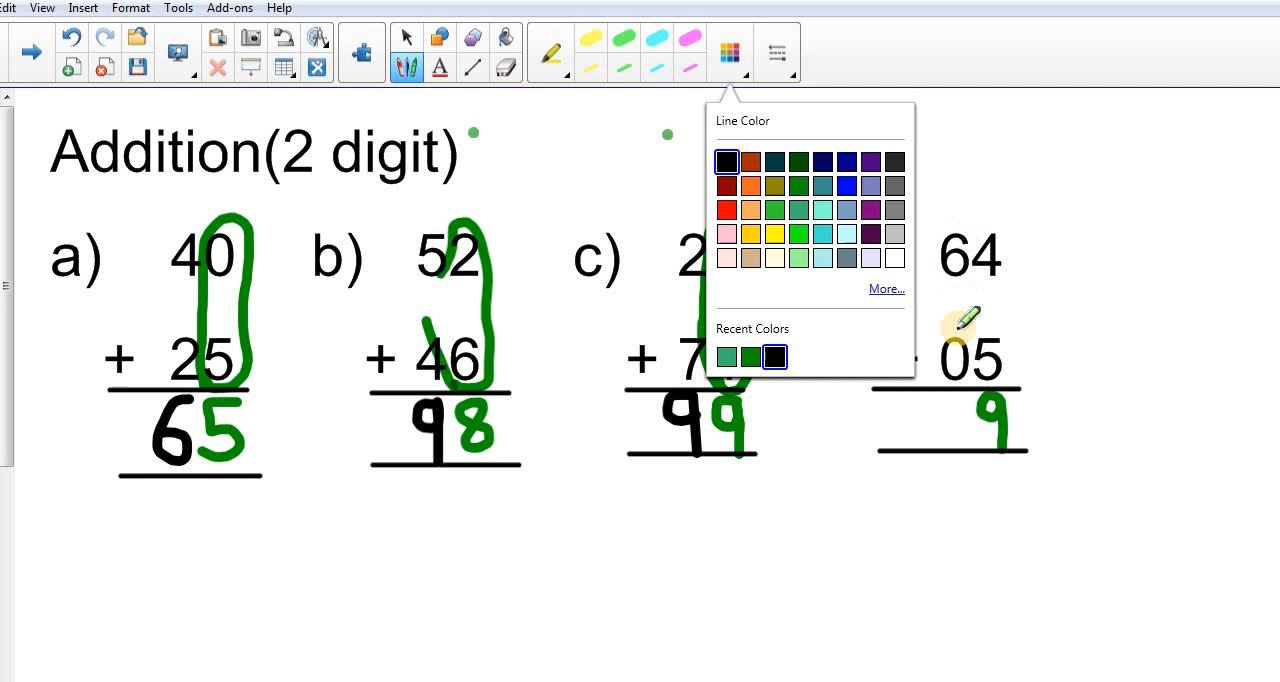 Edit View Insert Format Tools Add-ons Help
Line Color
Addition(2 digit)
a) 40 b) 52 c) 2 64
More...
Recent Colors
+ 25 + 46 + 7 05
65 98 99 9